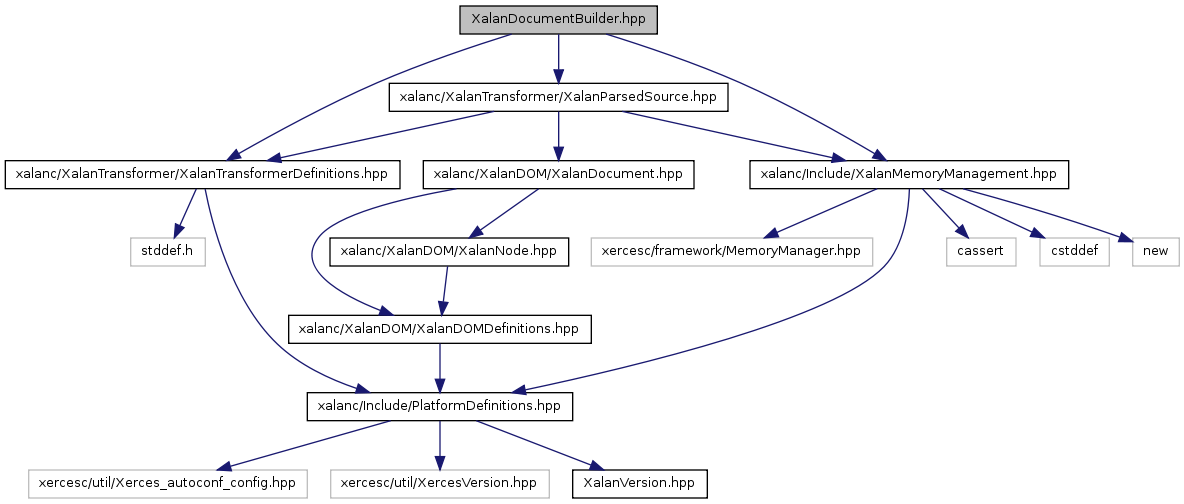 XalanDocumentBuilder.hpp
xalanc/XalanTransformer/XalanParsedSource.hpp
xalanc/XalanTransformer/XalanTransformerDefinitions.hpp
xalanc/XalanDOM/XalanDocument.hpp
xalanc/Include/XalanMemoryManagement.hpp
stddef.h
xalanc/XalanDOM/XalanNode.hpp
xercesc/framework/MemoryManager.hpp
cassert
cstddef
new
xalanc/XalanDOM/XalanDOMDefinitions.hpp
xalanc/Include/PlatformDefinitions.hpp
xercesc/util/Xerces_autoconf_config.hpp
xercesc/util/XercesVersion.hpp
XalanVersion.hpp